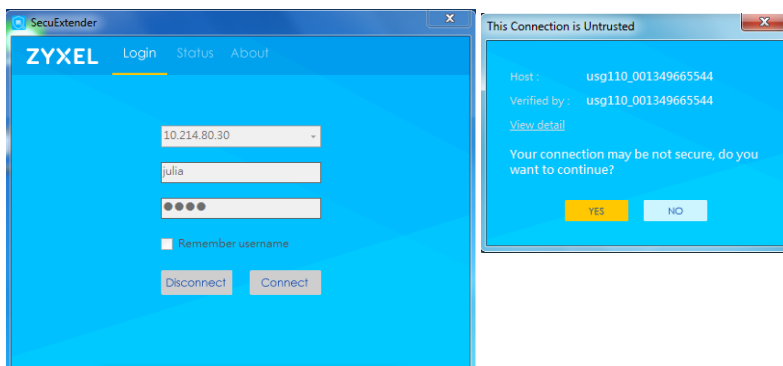 SecuExtender
ZYXEL Login Status About
10.214.80.30
julia
Remember username
Disconnect Connect
This Connection is Untrusted
Host : usg110_001349665544
Verified by : usg110_001349665544
View detail
Your connection may be not secure, do you
want to continue?
YES NO